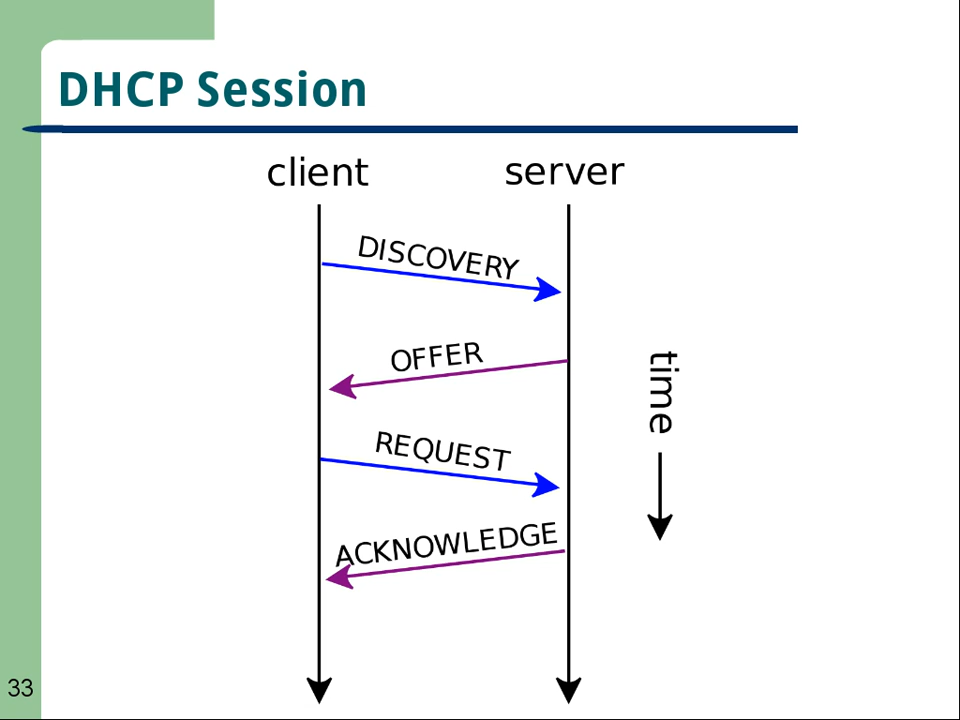 DHCP Session
client
server
DISCOVERY
OFFER
time
REQUEST
ACKNOWLEDGE
33